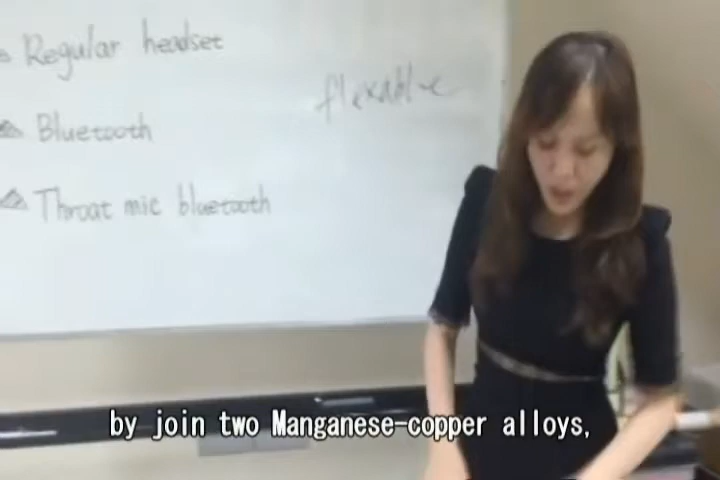 Regular headset
flexable
Bluetooth
Throat mic bluetooth
by join two Manganese-copper alloys,